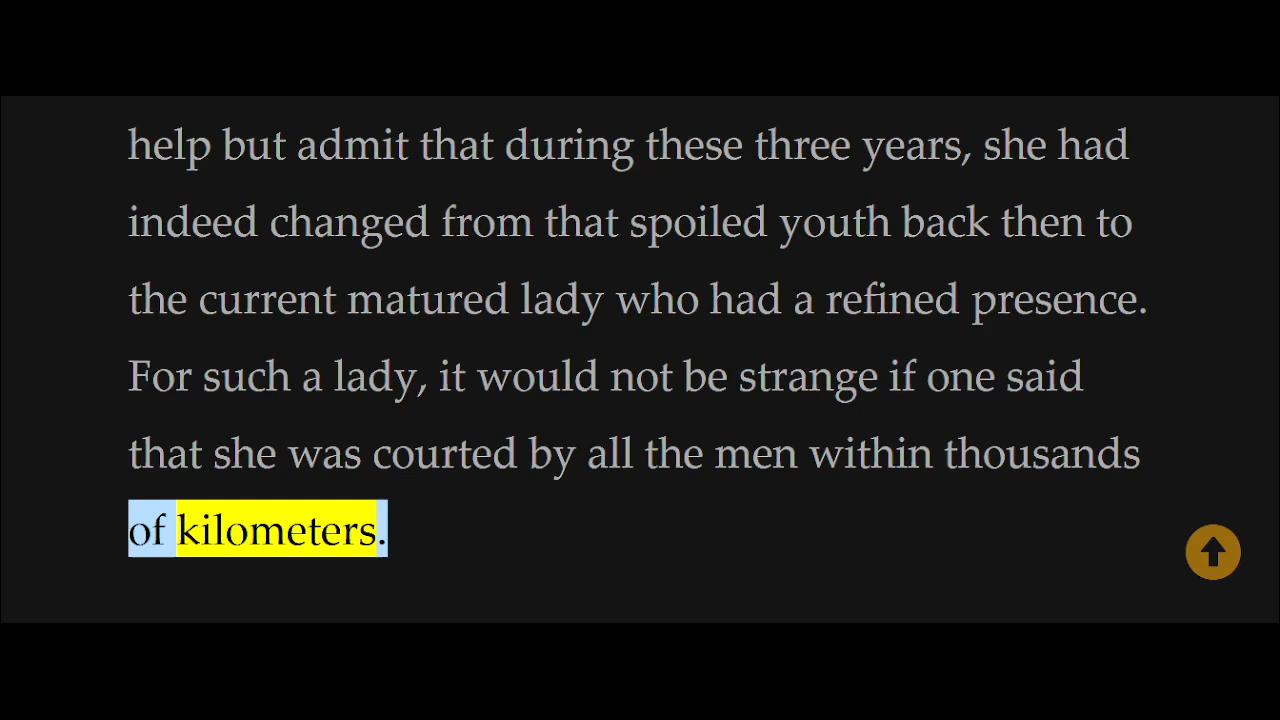 help but admit that during these three years, she had
indeed changed from that spoiled youth back then to
the current matured lady who had a refined presence.
For such a lady, it would not be strange if one said
that she was courted by all the men within thousands
of kilometers.